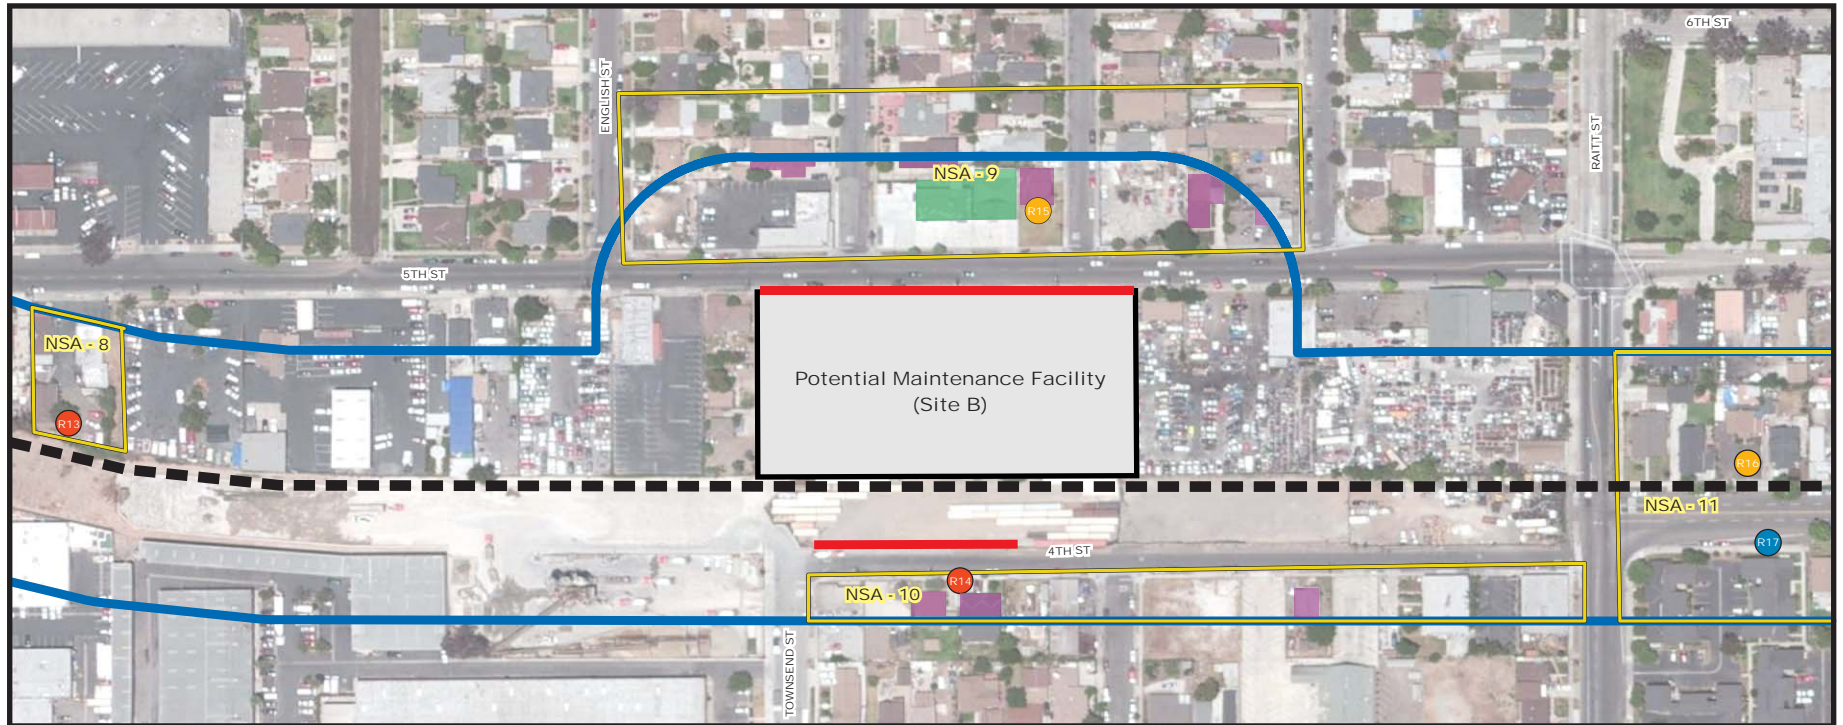 6TH ST
ENGLISH ST
RAITT ST
NSA - 9
R15
5TH ST
NSA - 8
Potential Maintenance Facility
(Site B)
R13
R16
NSA - 11
R17
4TH ST
R14
NSA - 10
TOWNSEND ST